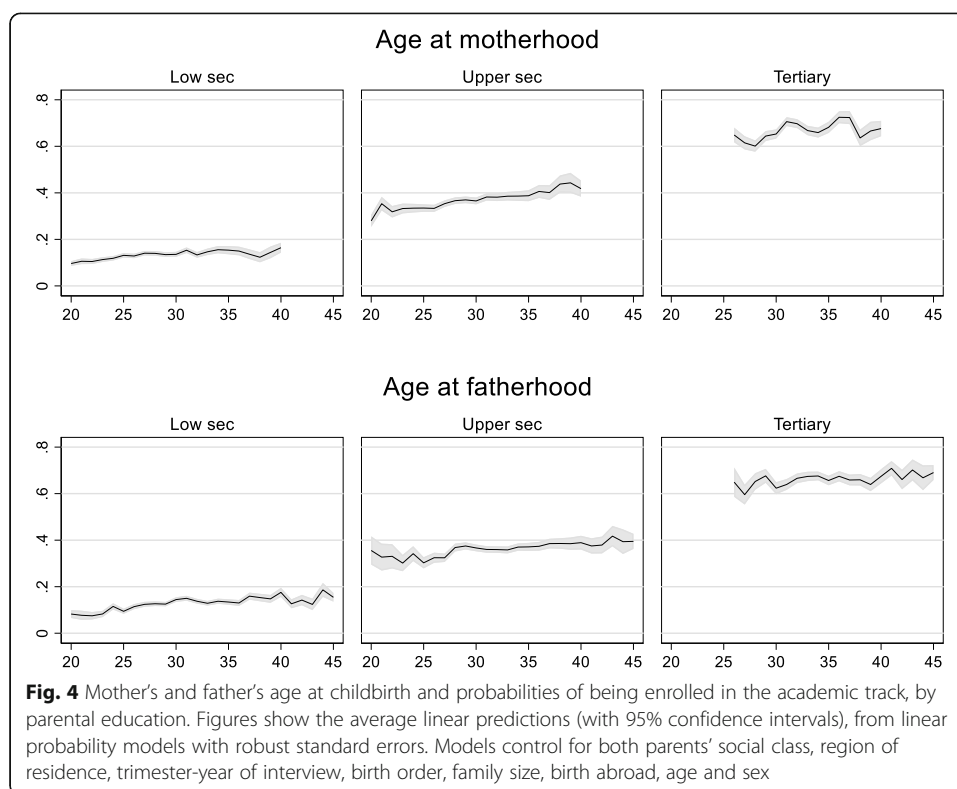 Age at motherhood
Low sec
Upper sec
Tertiary
.8
.6
.4
.2
0
20 25 30 35 40 45
20 25 30 35 40 45
20 25 30 35 40 45
Age at fatherhood
Low sec
Upper sec
Tertiary
.8
.6
.4
.2
0
20 25 30 35 40 45
20 25 30 35 40 45
20 25 30 35 40 45
Fig. 4 Mother's and father's age at childbirth and probabilities of being enrolled in the academic track, by
parental education. Figures show the average linear predictions (with 95% confidence intervals), from linear
probability models with robust standard errors. Models control for both parents' social class, region of
residence, trimester-year of interview, birth order, family size, birth abroad, age and sex